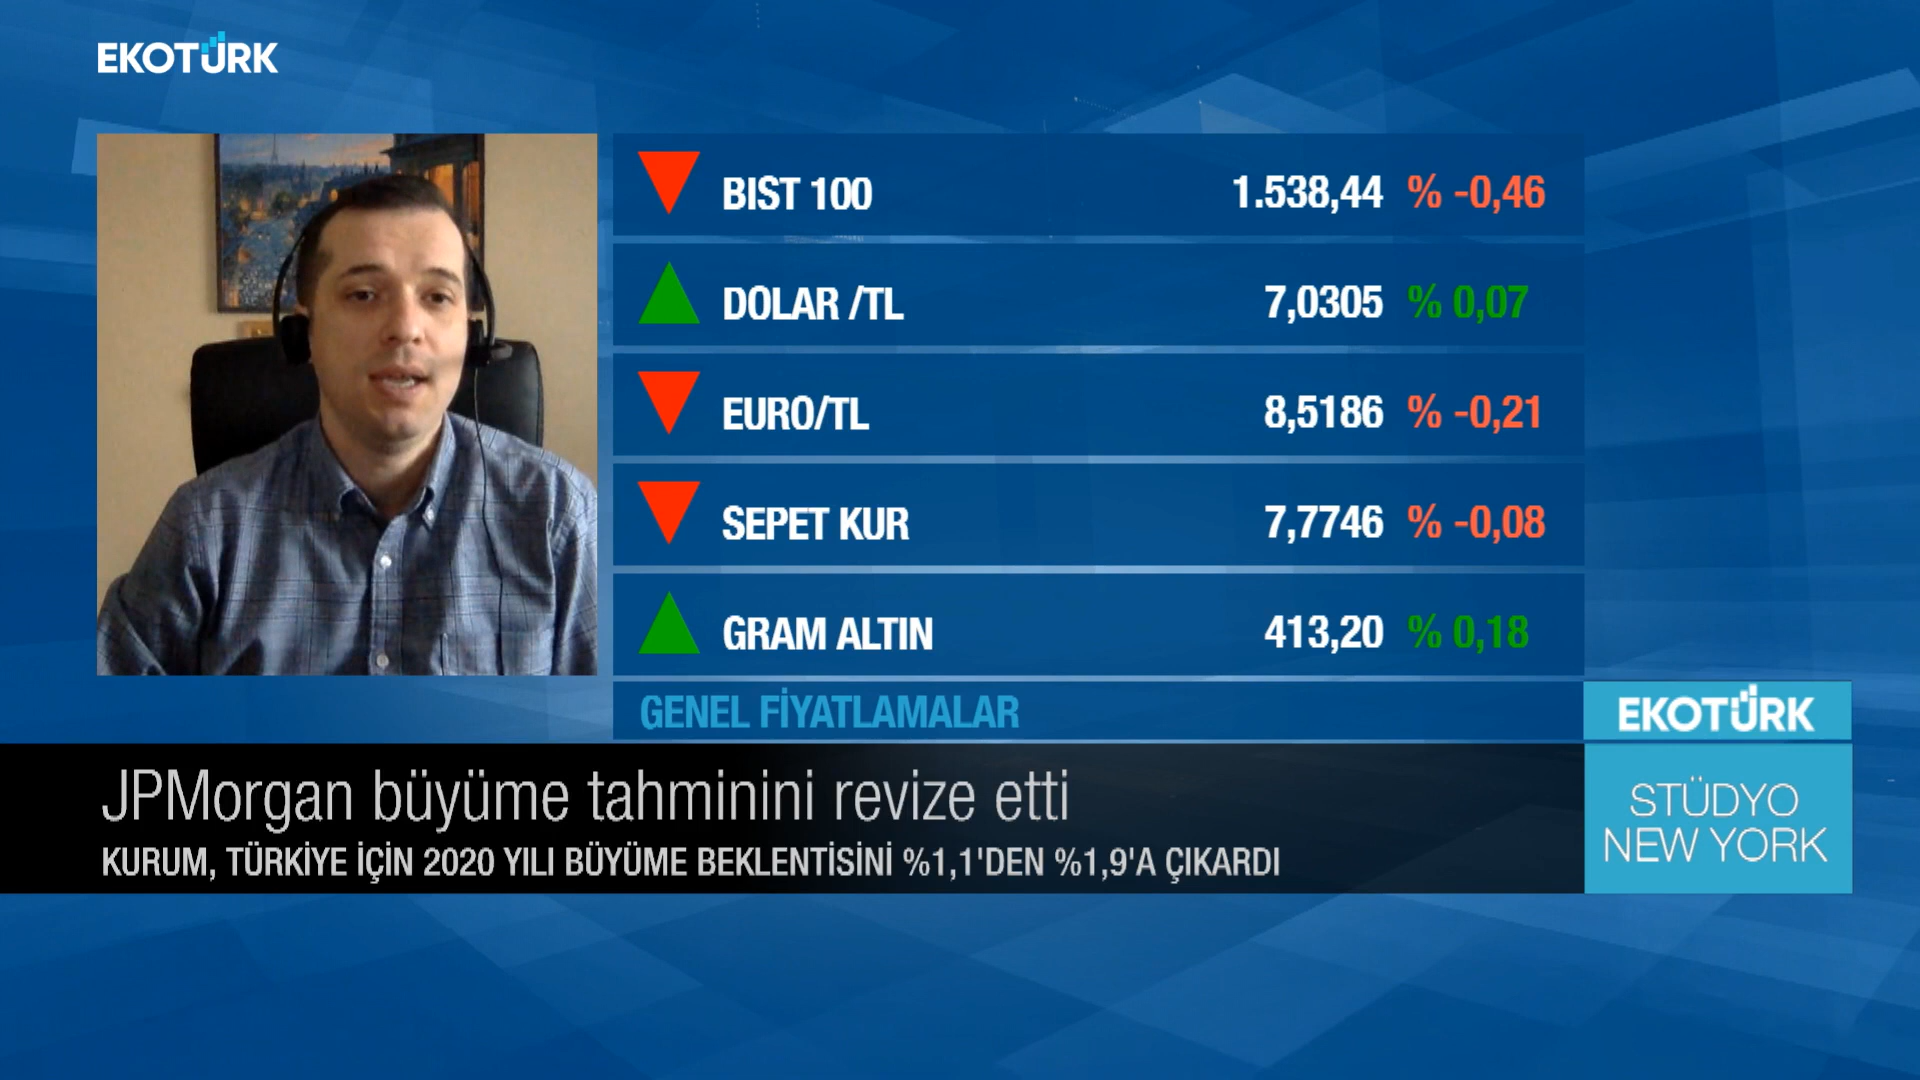 EKOTÜRK
BIST 100 1.538,44 % -0,46
DOLAR /TL 7,0305 % 0,07
EURO/TL 8,5186 % -0,21
SEPET KUR 7,7746 % -0,08
GRAM ALTIN 413,20 % 0,18
GENEL FİYATLAMALAR
EKOTÜRK
JPMorgan büyüme tahminini revize etti
KURUM, TÜRKİYE İÇİN 2020 YILI BÜYÜME BEKLENTİSİNİ %1,1'DEN %1,9'A ÇIKARDI
STÜDYO
NEW YORK